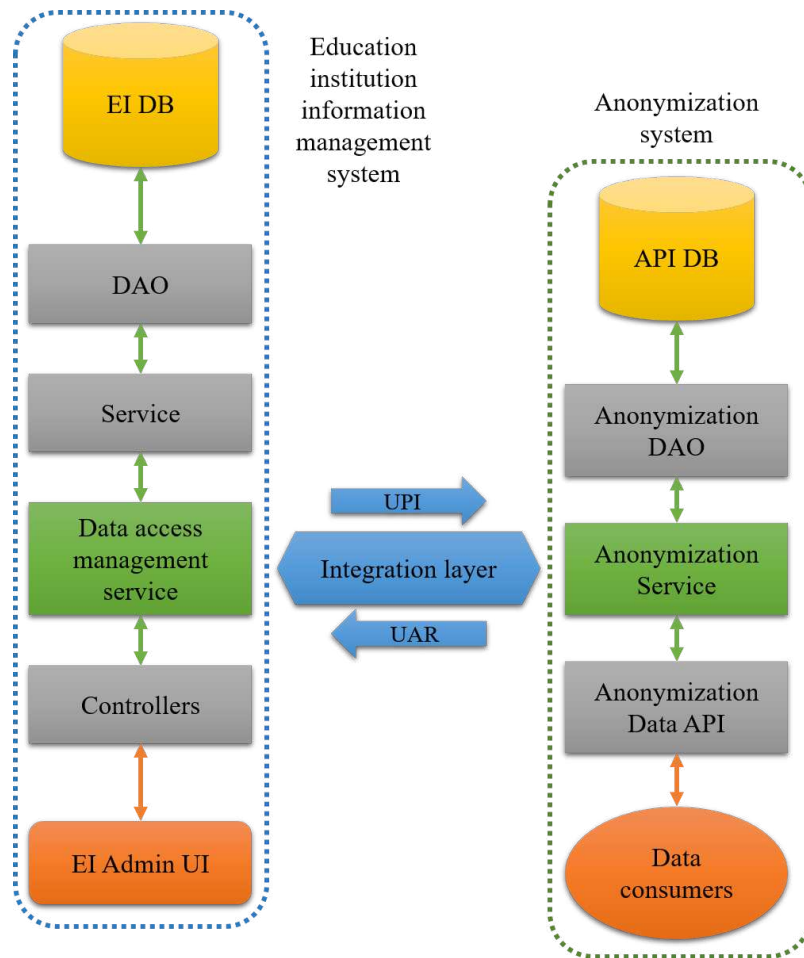 EI DB
Education
institution
information
management
system
DAO
Service
Data access
management
service
Controllers
EI Admin UI
UPI
Integration layer
UAR
Anonymization
system
API DB
Anonymization
DAO
Anonymization
Service
Anonymization
Data API
Data
consumers